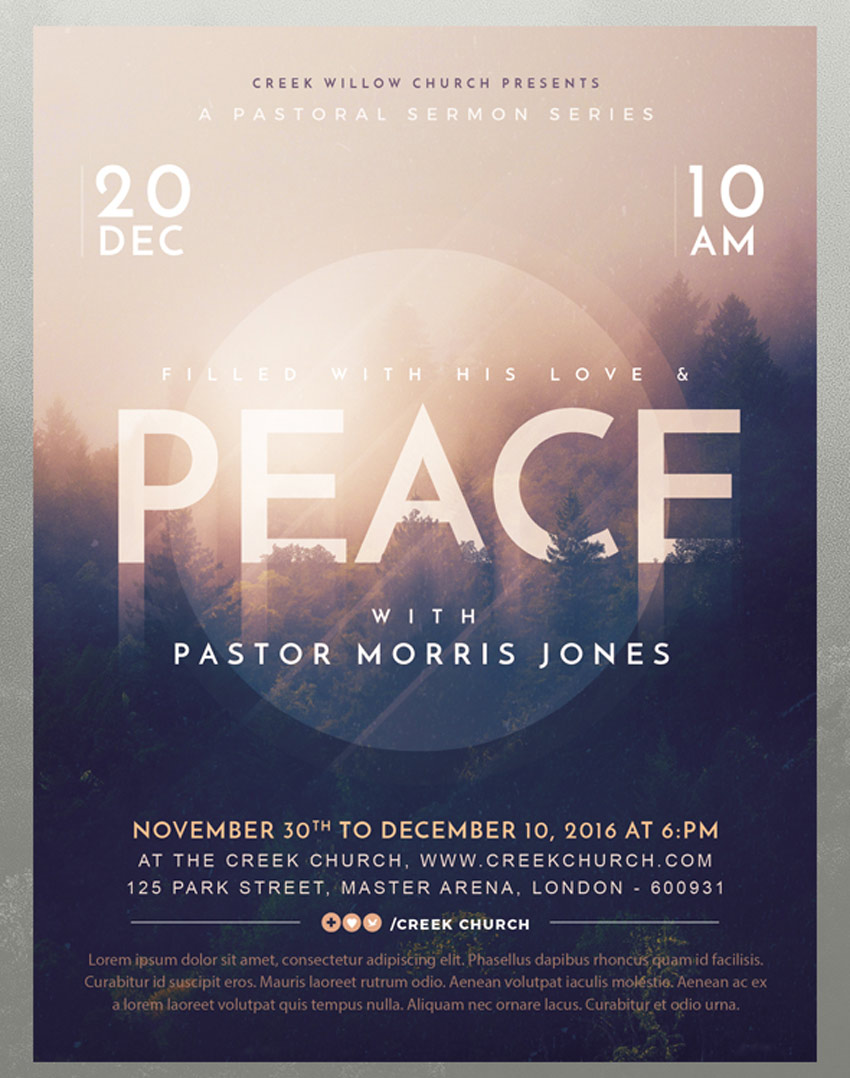 CREEK WILLOW CHURCH PRESENTS
A PASTORAL SERMON SERIES
20
DEC
10
AM
FILLED WITH HIS LOVE &
PEACE
WITH
PASTOR MORRIS JONES
NOVEMBER 30TH TO DECEMBER 10, 2016 AT 6:PM
AT THE CREEK CHURCH, WWW.CREEKCHURCH.COM
125 PARK STREET, MASTER ARENA, LONDON - 600931
/CREEK CHURCH
Lorem ipsum dolor sit amet, consectetur adipiscing elit. Phasellus dapibus rhoncus quam id facilisis.
Curabitur id suscipit eros. Mauris laoreet rutrum odio. Aenean volutpat iaculis molestio. Aenean ac ex
a lorem laoreet volutpat quis tempus nulla. Aliquam nec ornare lacus. Curabitur et odio urna.